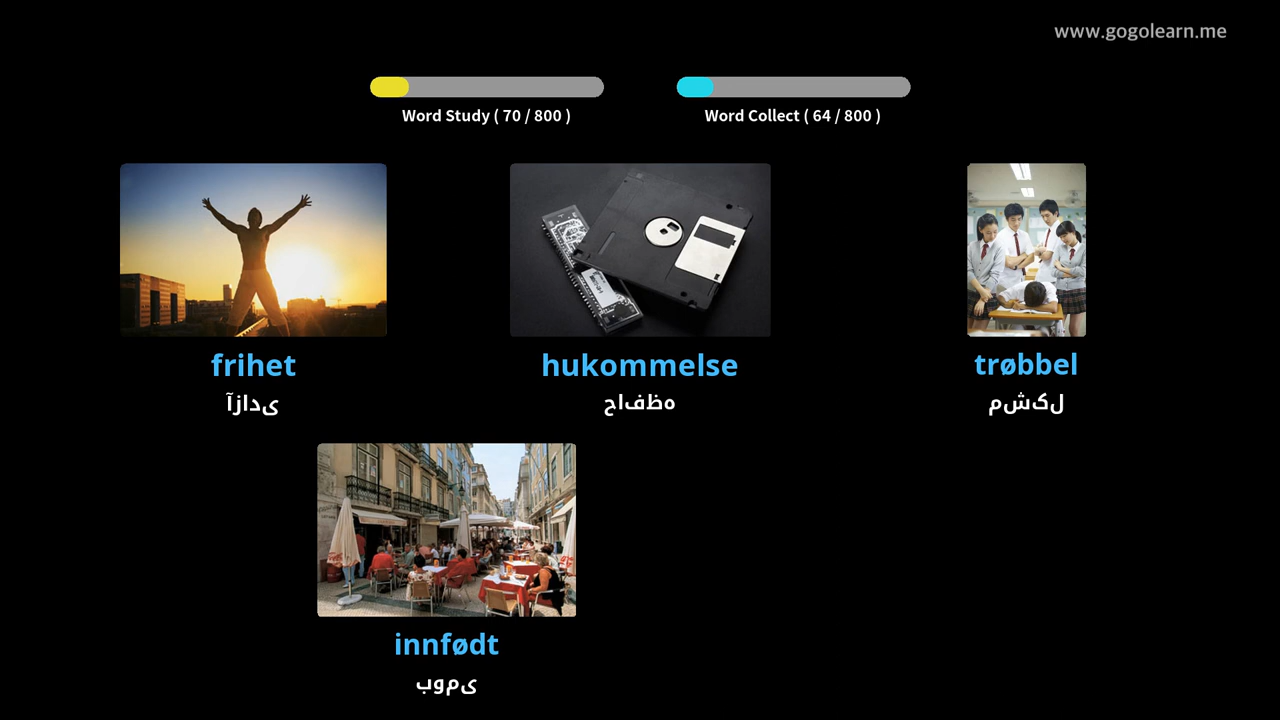 www.gogolearn.me
Word Study ( 70 / 800 )
Word Collect ( 64 / 800 )
frihet
آزادی
hukommelse
حافظه
trøbbel
مشکل
innfødt
بومی